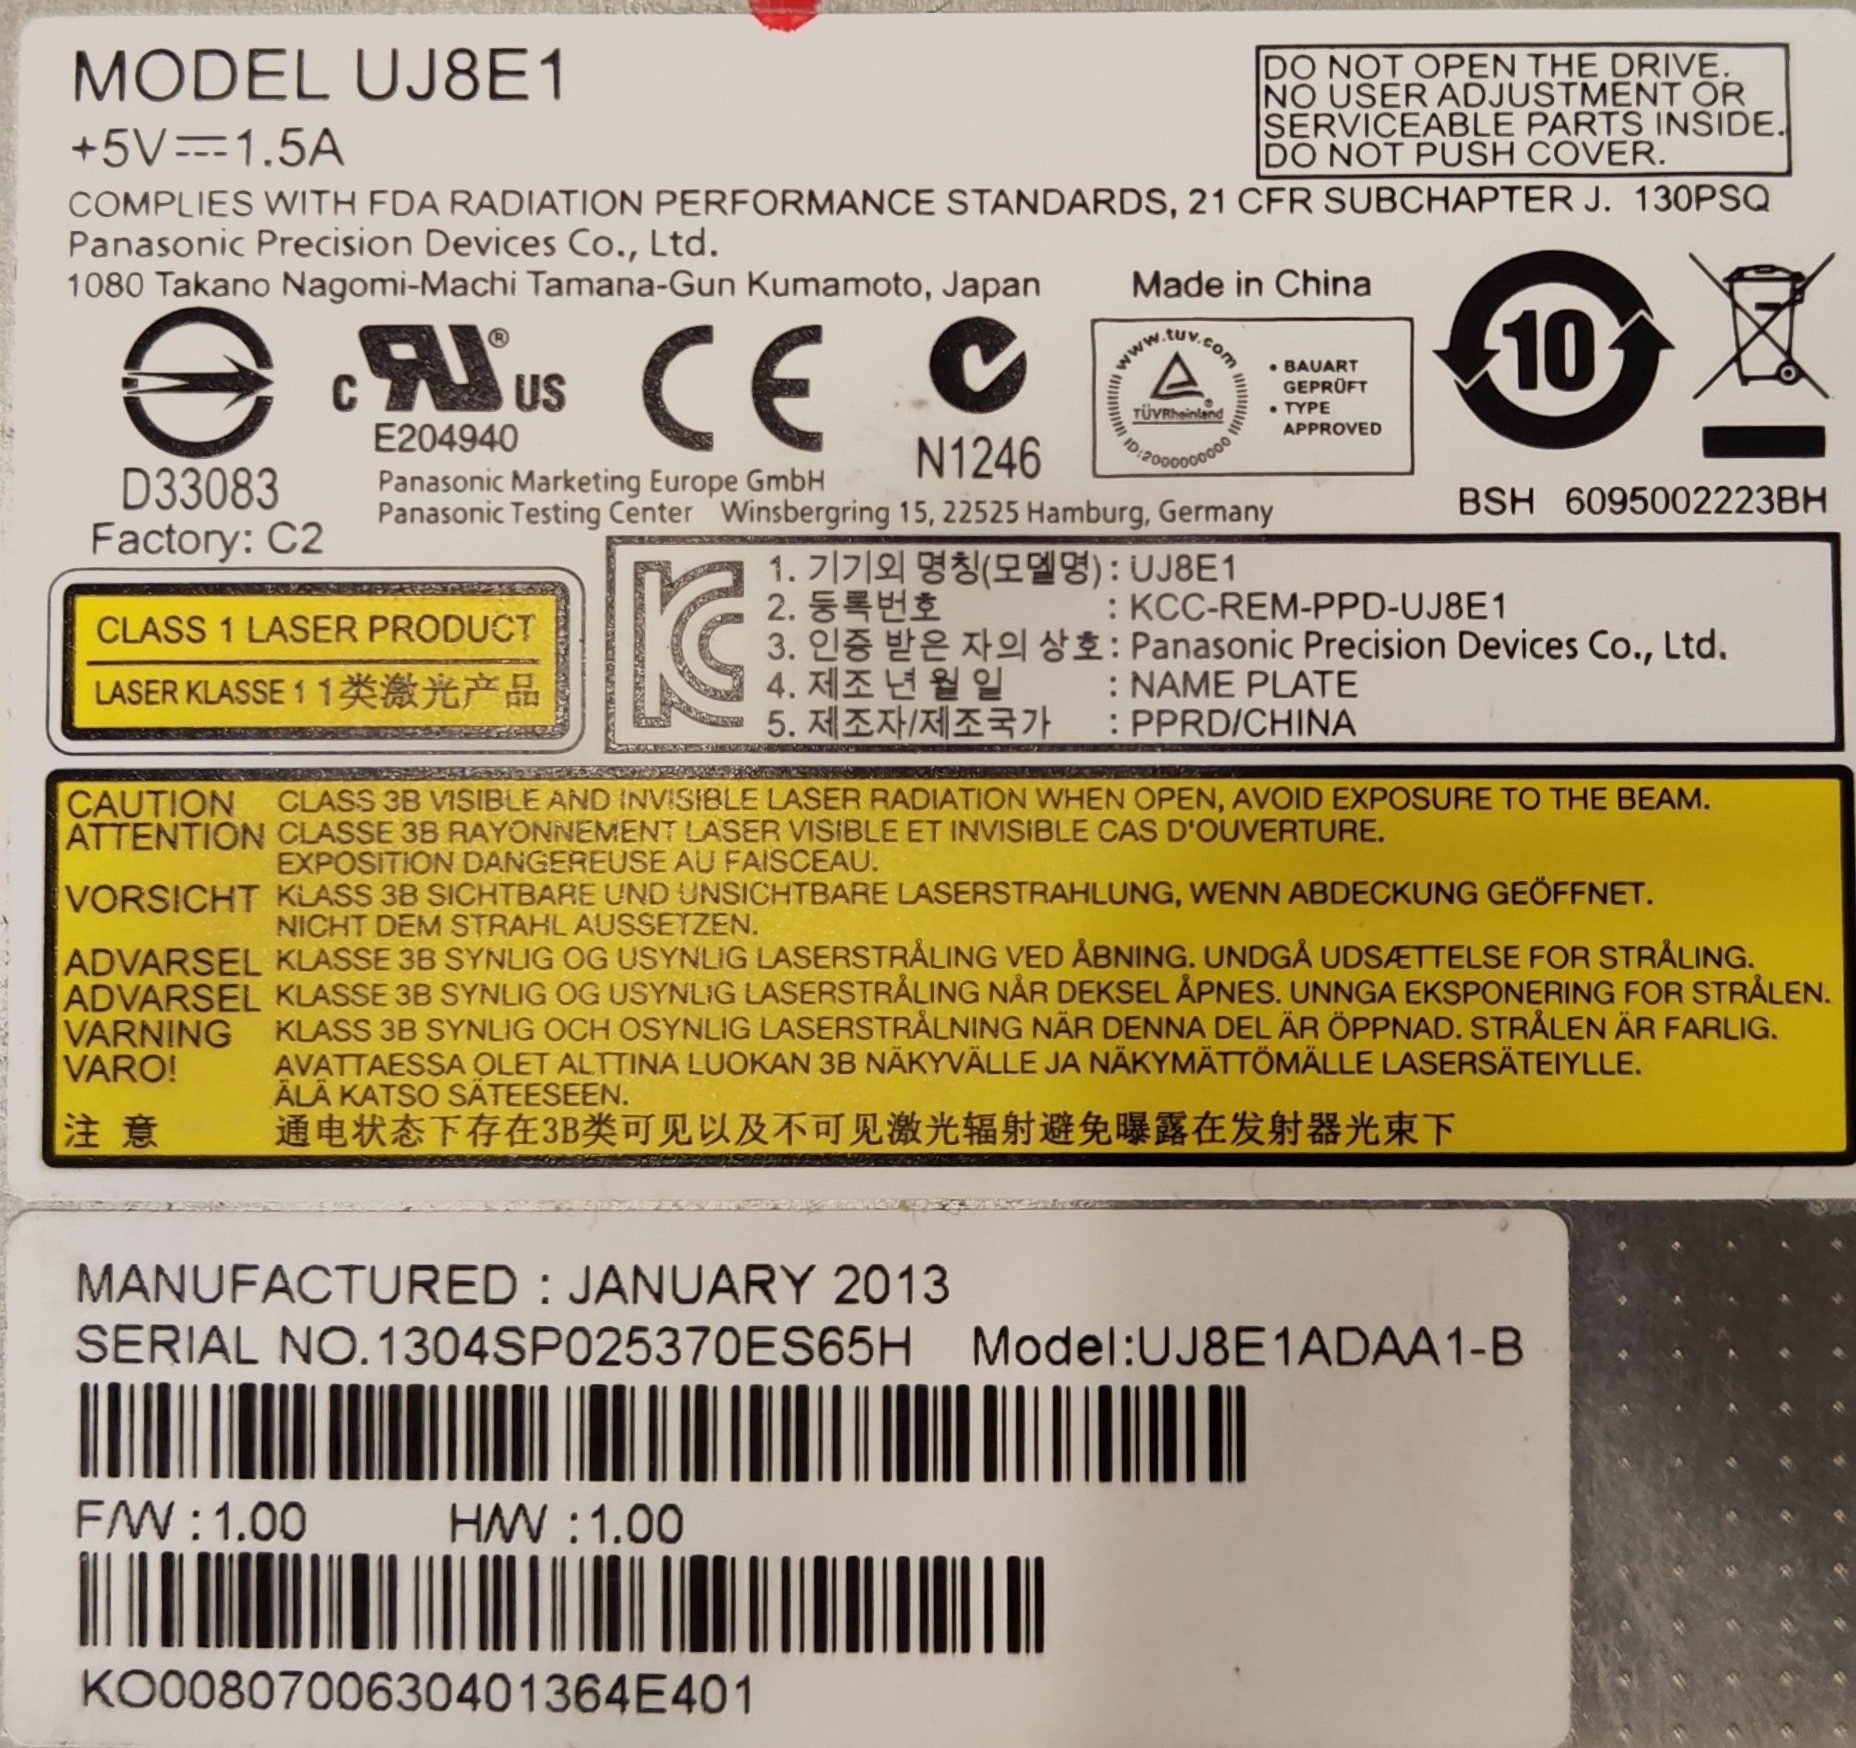 MODEL UJ8E1
+5V⎓1.5A
DO NOT OPEN THE DRIVE.
NO USER ADJUSTMENT OR
SERVICEABLE PARTS INSIDE.
DO NOT PUSH COVER.
COMPLIES WITH FDA RADIATION PERFORMANCE STANDARDS, 21 CFR SUBCHAPTER J. 130PSQ
Panasonic Precision Devices Co., Ltd.
1080 Takano Nagomi-Machi Tamana-Gun Kumamoto, Japan
Made in China
D33083
Factory: C2
C RU ® US
E204940
CE
N1246
www.tuv.com
TÜVRheinland®
ID:2000000000
• BAUART
GEPRÜFT
• TYPE
APPROVED
10
Panasonic Marketing Europe GmbH
Panasonic Testing Center Winsbergring 15, 22525 Hamburg, Germany
BSH 6095002223BH
CLASS 1 LASER PRODUCT
LASER KLASSE 1 1类激光产品
1. 기기외 명칭(모델명) : UJ8E1
2. 등록번호 : KCC-REM-PPD-UJ8E1
3. 인증 받은 자의 상호 : Panasonic Precision Devices Co., Ltd.
4. 제조 년 월 일 : NAME PLATE
5. 제조자/제조국가 : PPRD/CHINA
CAUTION CLASS 3B VISIBLE AND INVISIBLE LASER RADIATION WHEN OPEN, AVOID EXPOSURE TO THE BEAM.
ATTENTION CLASSE 3B RAYONNEMENT LASER VISIBLE ET INVISIBLE CAS D'OUVERTURE.
EXPOSITION DANGEREUSE AU FAISCEAU.
VORSICHT KLASS 3B SICHTBARE UND UNSICHTBARE LASERSTRAHLUNG, WENN ABDECKUNG GEÖFFNET.
NICHT DEM STRAHL AUSSETZEN.
ADVARSEL KLASSE 3B SYNLIG OG USYNLIG LASERSTRÅLING VED ÅBNING. UNDGÅ UDSÆTTELSE FOR STRÅLING.
ADVARSEL KLASSE 3B SYNLIG OG USYNLIG LASERSTRÅLING NÅR DEKSEL ÅPNES. UNNGA EKSPONERING FOR STRÅLEN.
VARNING KLASS 3B SYNLIG OCH OSYNLIG LASERSTRÅLNING NÄR DENNA DEL ÄR ÖPPNAD. STRÅLEN ÄR FARLIG.
VARO! AVATTAESSA OLET ALTTINA LUOKAN 3B NÄKYVÄLLE JA NÄKYMÄTTÖMÄLLE LASERSÄTEIYLLE.
ÄLÄ KATSO SÄTEESEEN.
注 意 通电状态下存在3B类可见以及不可见激光辐射避免曝露在发射器光束下
MANUFACTURED : JANUARY 2013
SERIAL NO.1304SP025370ES65H Model:UJ8E1ADAA1-B
F/W : 1.00 H/W : 1.00
KO0080700630401364E401